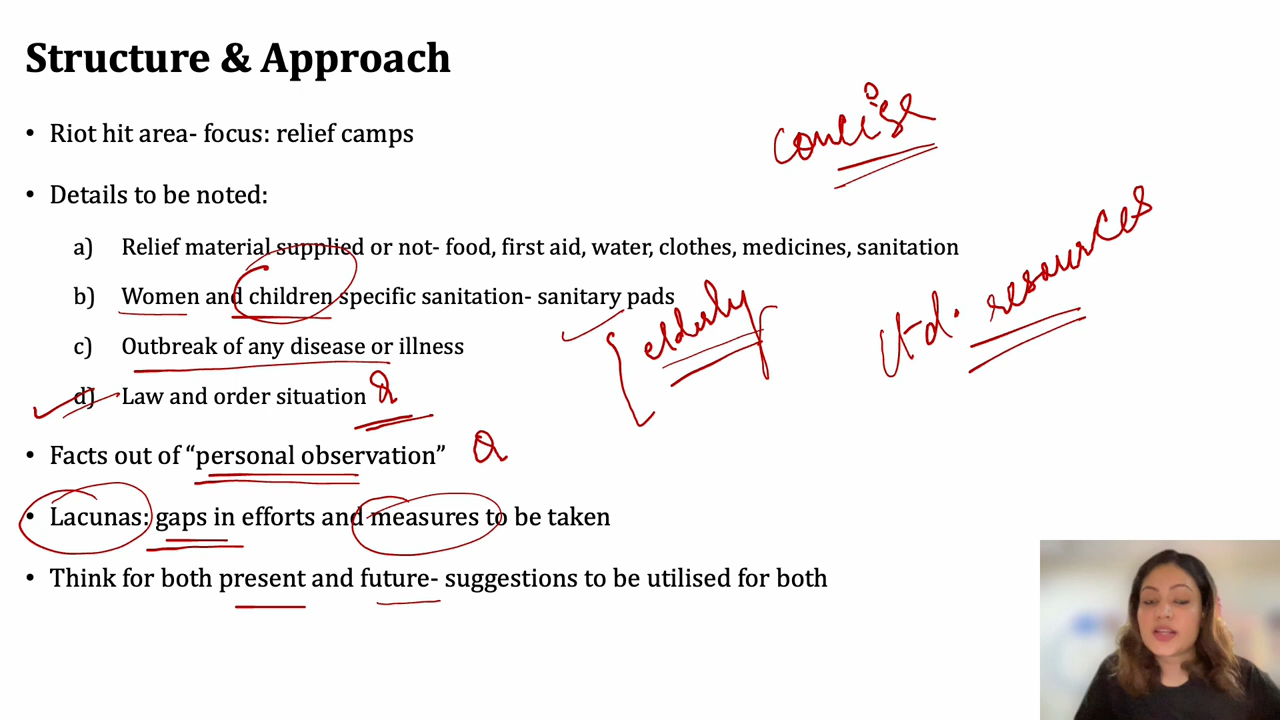 Structure & Approach
concise
• Riot hit area- focus: relief camps
• Details to be noted:
a) Relief material supplied or not- food, first aid, water, clothes, medicines, sanitation
b) Women and children specific sanitation- sanitary pads
elderly
resources
c) Outbreak of any disease or illness
d) Law and order situation
• Facts out of “personal observation”
• Lacunas: gaps in efforts and measures to be taken
• Think for both present and future- suggestions to be utilised for both